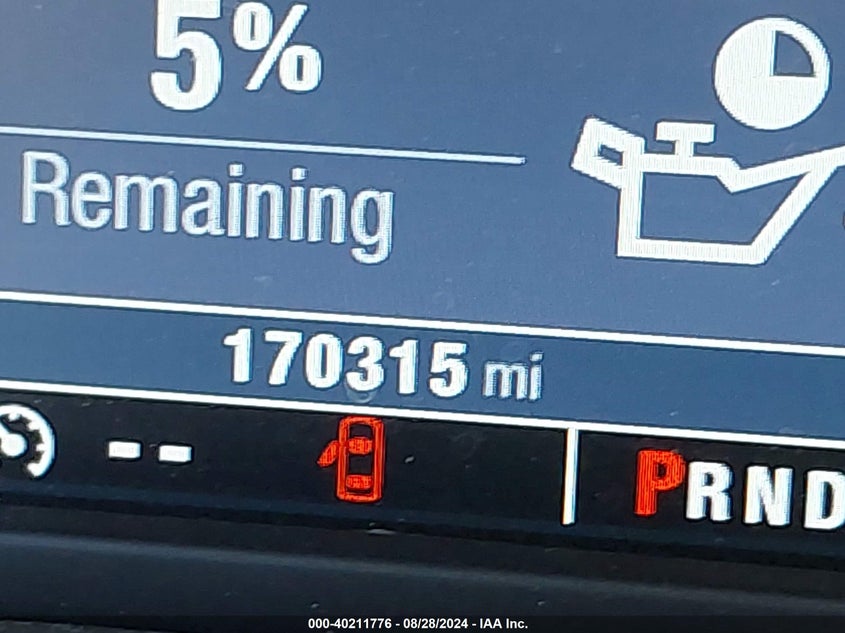 5%
Remaining
170315 mi
--
PRND
000-40211776 - 08/28/2024 - IAA Inc.